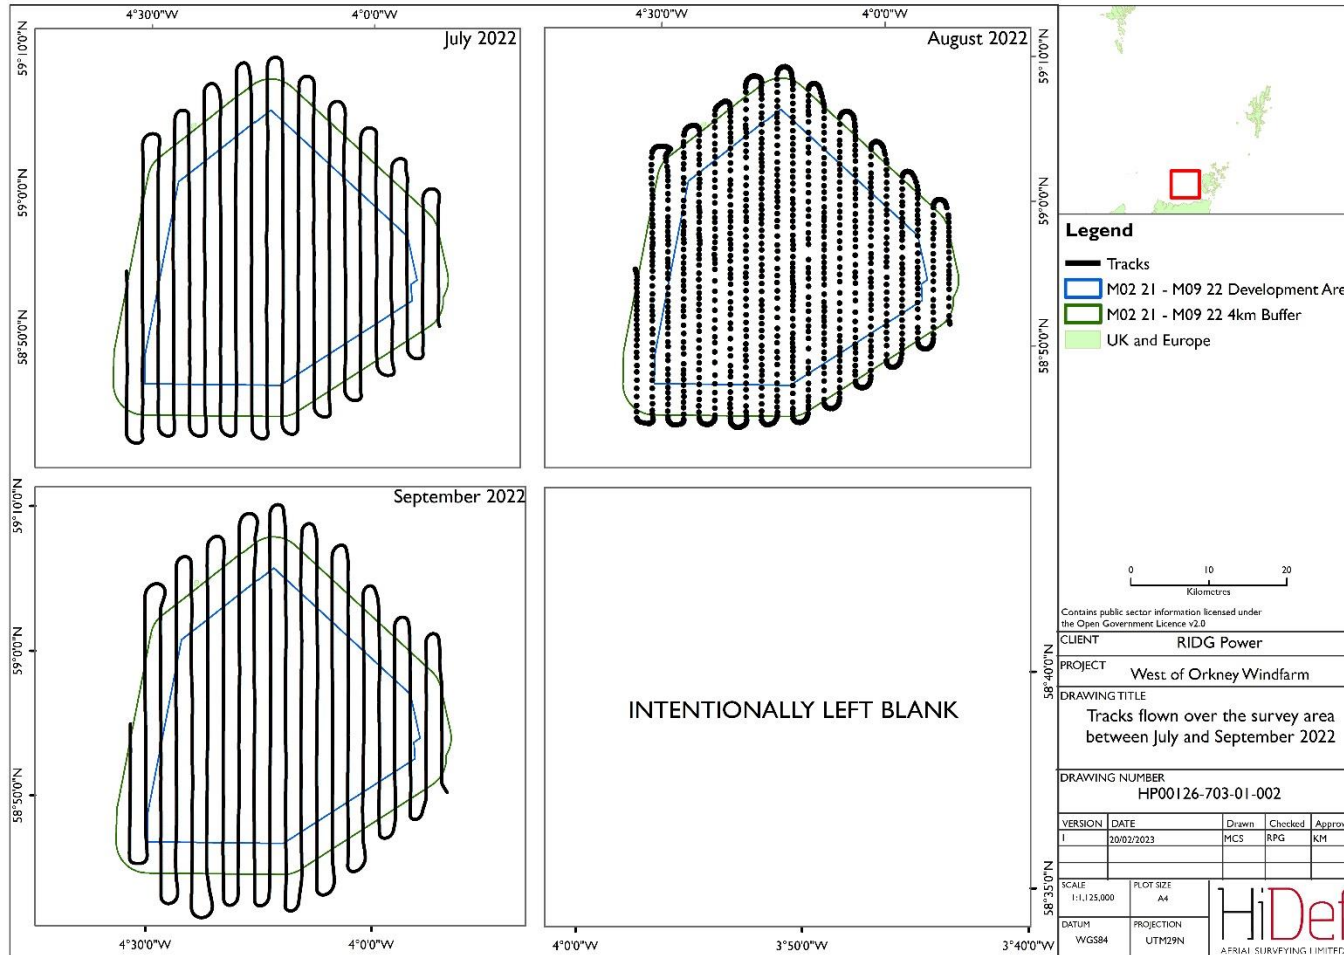 4°30'0"W
4°0'0"W
4°30'0"W
4°0'0"W
July 2022
August 2022
59°10'0"N
59°0'0"N
58°50'0"N
59°10'0"N
59°0'0"N
58°50'0"N
September 2022
59°10'0"N
59°0'0"N
58°50'0"N
INTENTIONALLY LEFT BLANK
58°40'0"N
58°35'0"N
4°30'0"W
4°0'0"W
4°0'0"W
3°50'0"W
3°40'0"W
Legend
Tracks
M02 21 - M09 22 Development Are
M02 21 - M09 22 4km Buffer
UK and Europe
0 10 20
Kilometres
Contains public sector information licensed under
the Open Government Licence v2.0
CLIENT RIDG Power
PROJECT West of Orkney Windfarm
DRAWING TITLE
Tracks flown over the survey area
between July and September 2022
DRAWING NUMBER
HP00126-703-01-002
VERSION DATE Drawn Checked Approv
1 20/02/2023 MCS RPG KM
SCALE PLOT SIZE
1:1,125,000 A4
DATUM PROJECTION
WGS84 UTM29N
HiDef
AERIAL SURVEYING LIMITED